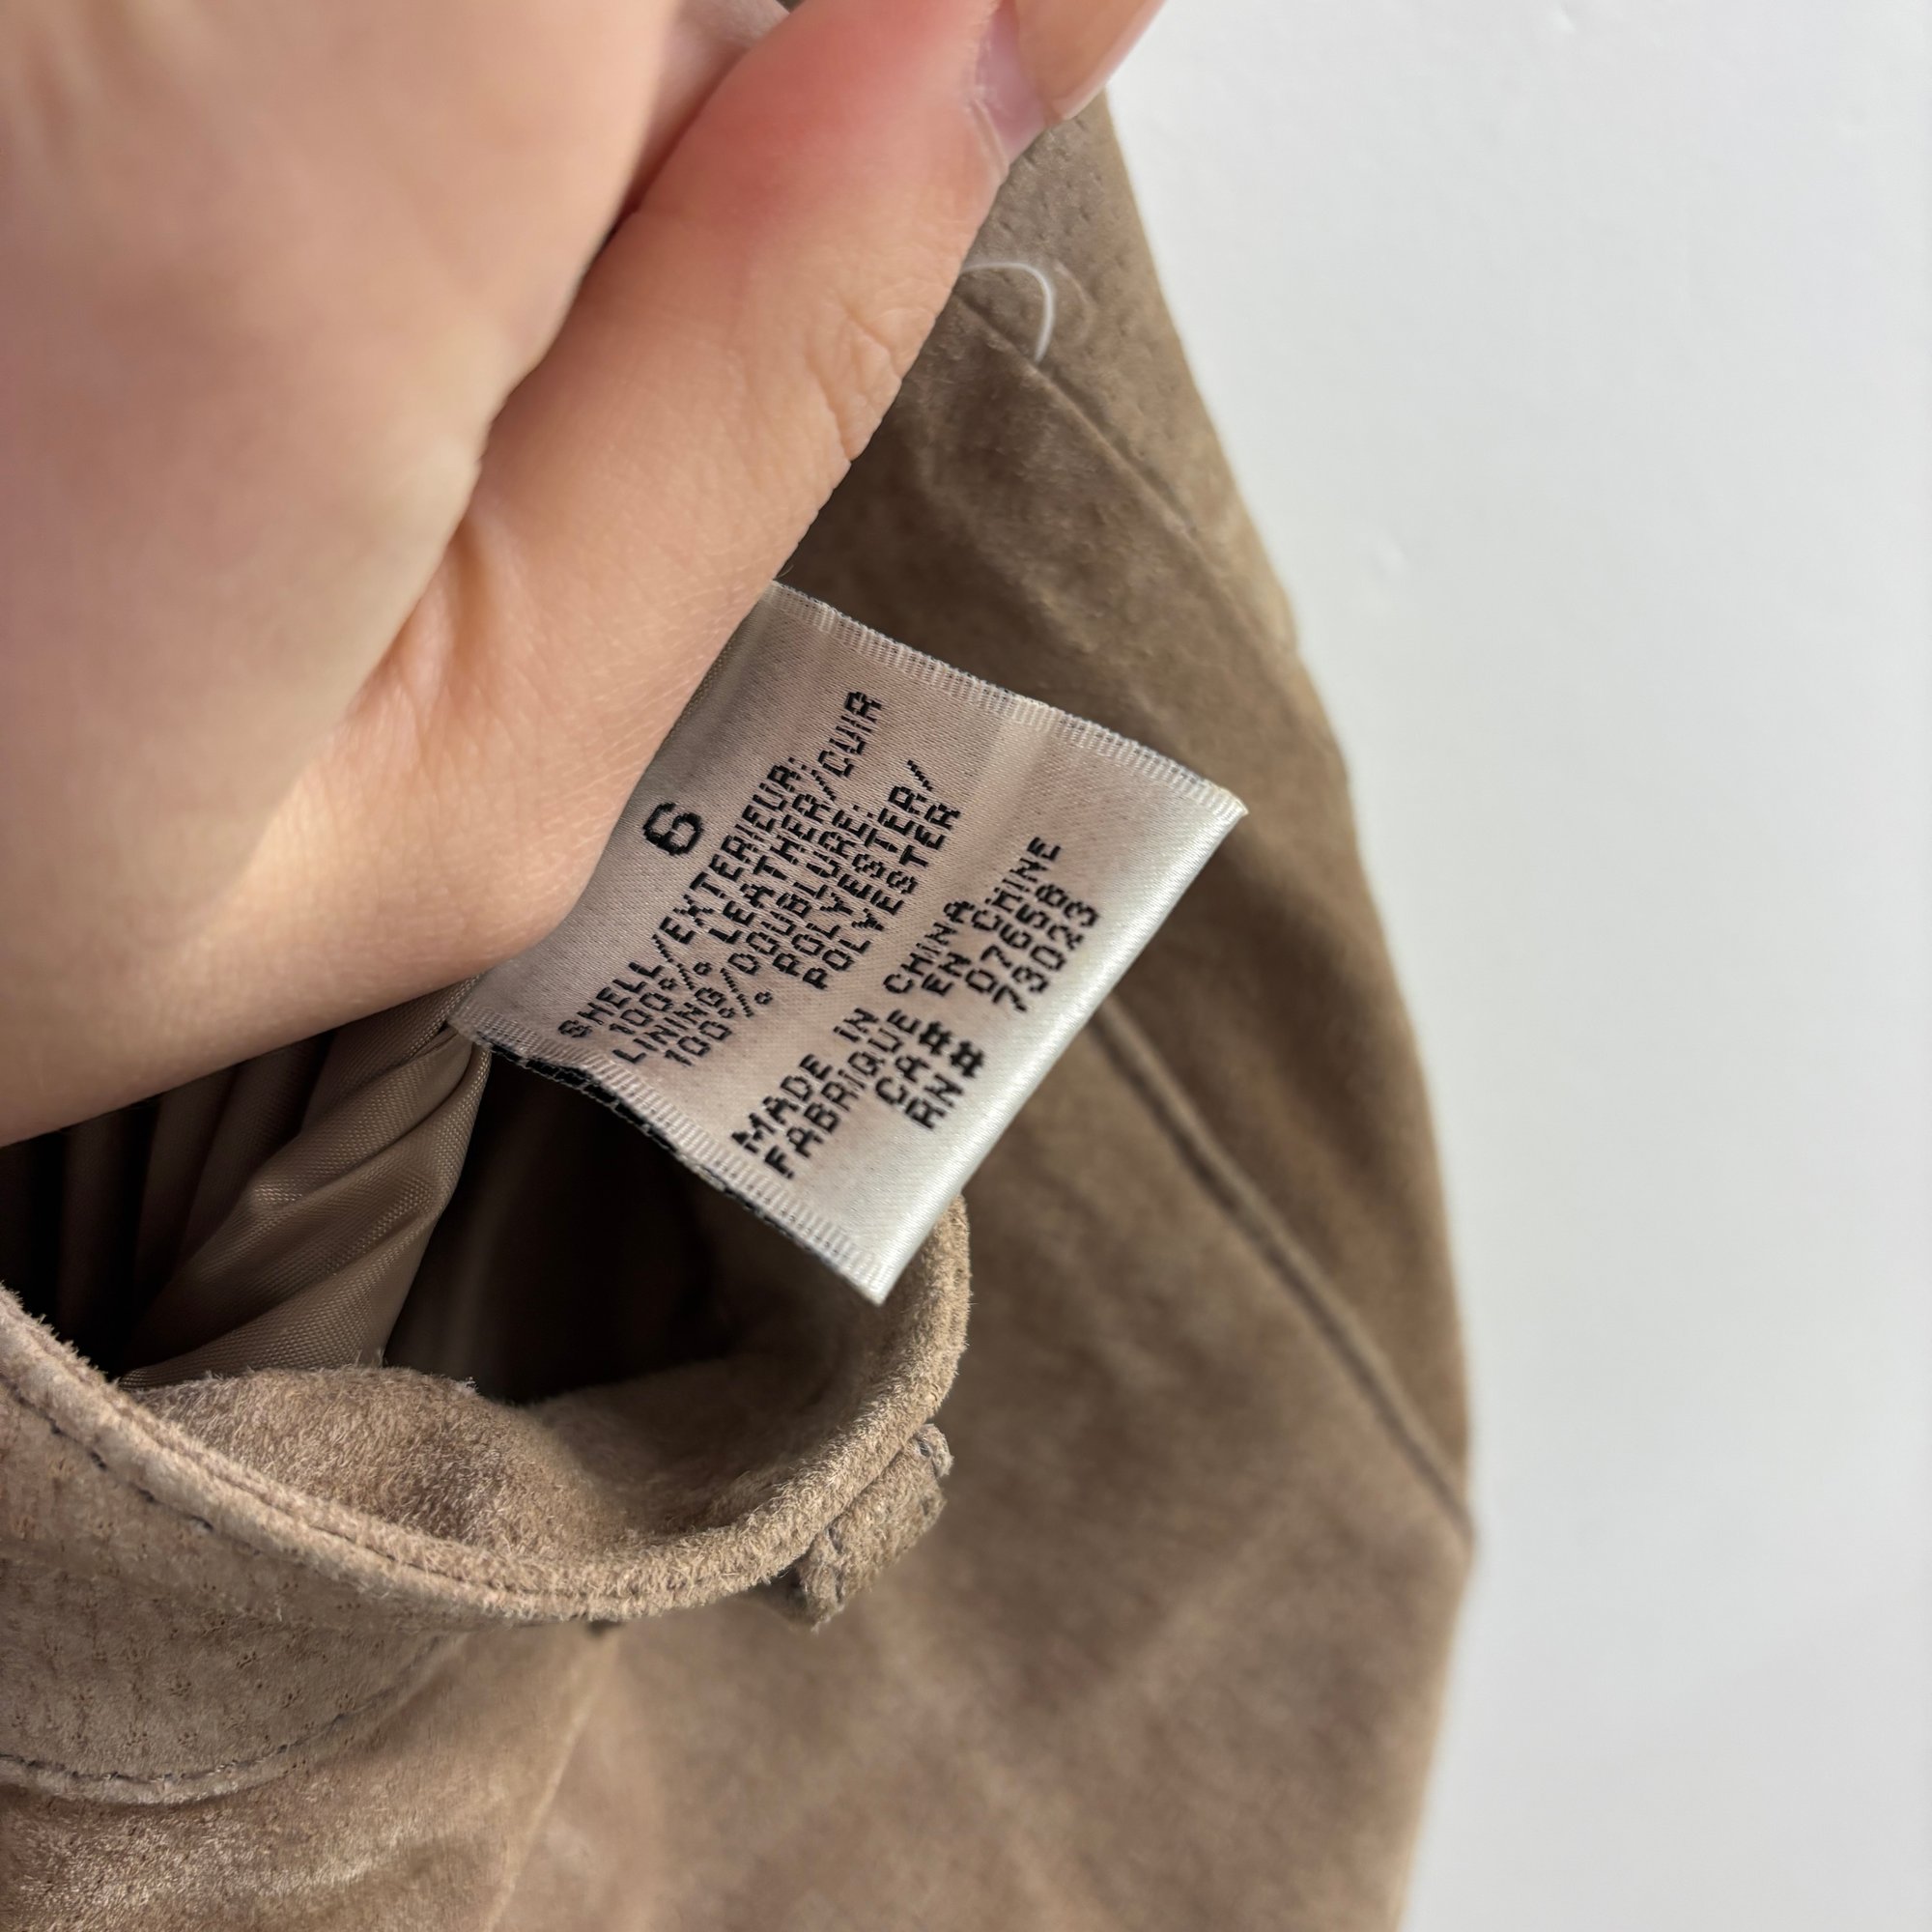 6
SHELL/EXTERIEUR:
100% LEATHER/CUIR
LINING/DOUBLURE:
100% POLYESTER/
POLYESTER
MADE IN CHINA
FABRIQUE EN CHINE
CA# 07658
RN# 73023